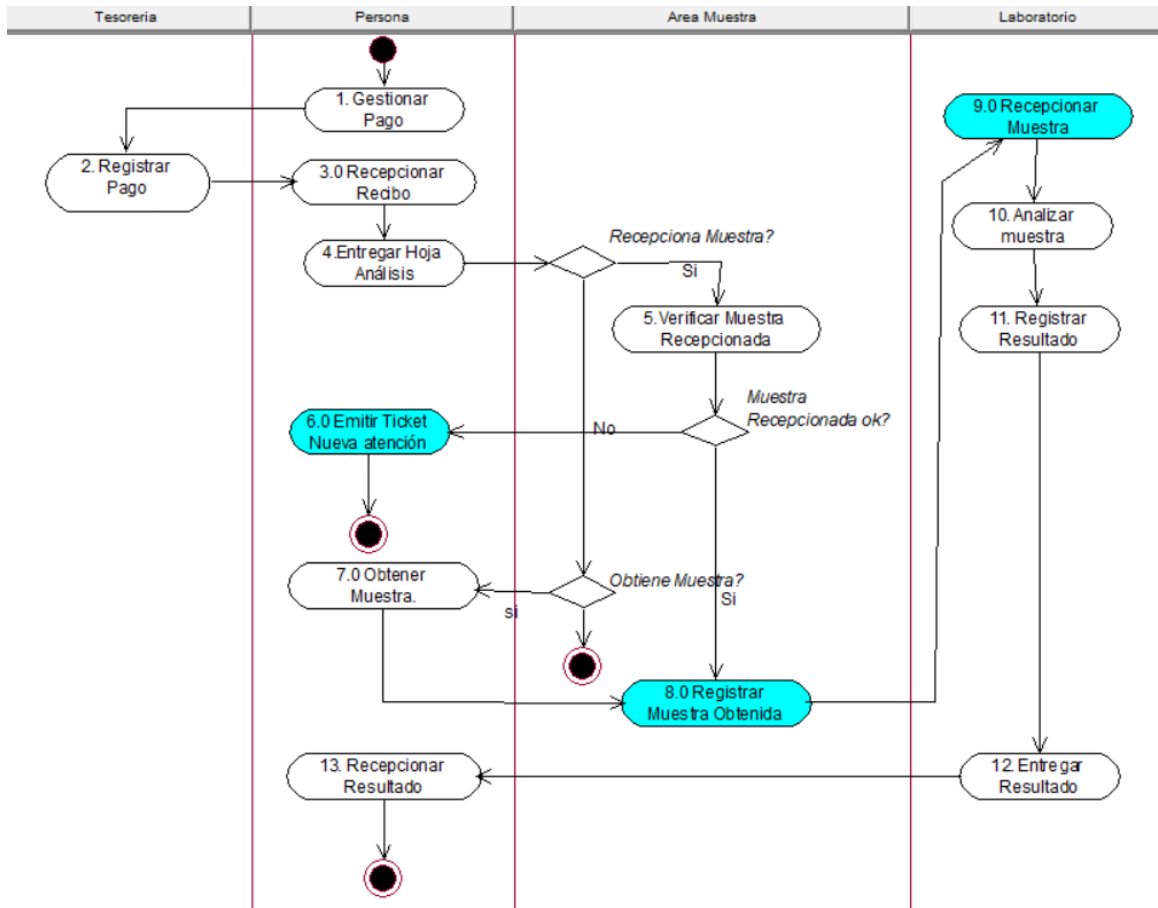 Tesoreria
Persona
Area Muestra
Laboratorio
1. Gestionar
Pago
9.0 Recepcionar
Muestra
2. Registrar
Pago
3.0 Recepcionar
Recibo
10. Analizar
muestra
Recepciona Muestra?
4.Entregar Hoja
Análisis
Si
5.Verificar Muestra
Recepcionada
11. Registrar
Resultado
Muestra
Recepcionada ok?
6.0 Emitir Ticket
Nueva atención
No
7.0 Obtener
Muestra.
Obtiene Muestra?
si
Si
8.0 Registrar
Muestra Obtenida
13. Recepcionar
Resultado
12. Entregar
Resultado